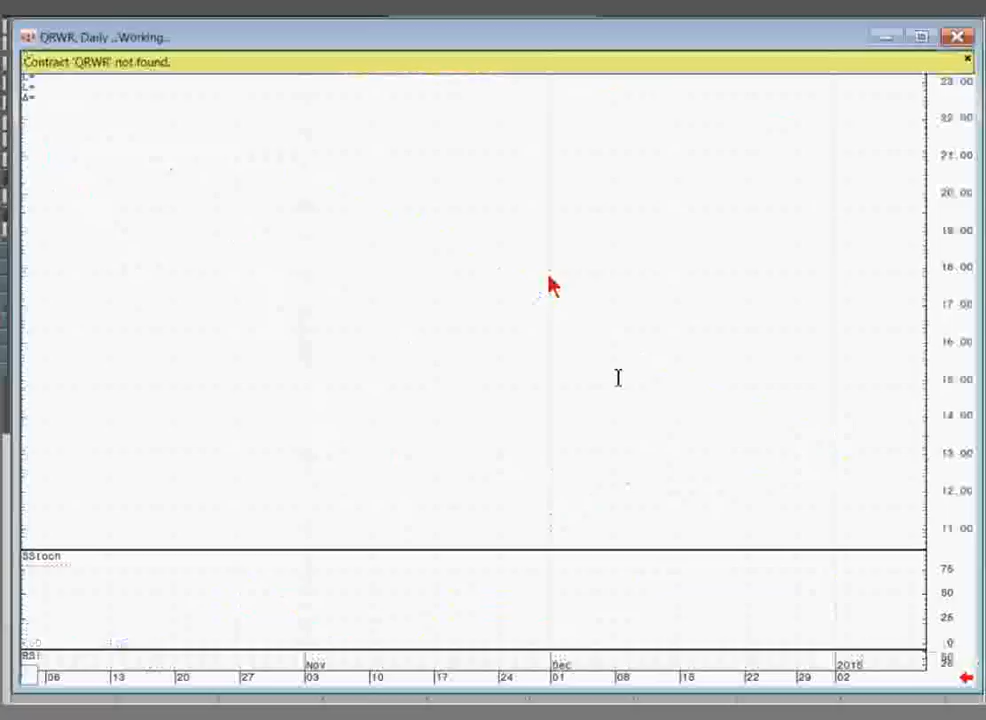 QRWR, Daily ...Working...
Contract 'QRWR' not found.
L=
L=
Δ=
23.00
22.00
21.00
20.00
19.00
18.00
17.00
16.00
15.00
14.00
13.00
12.00
11.00
SStoch
75
50
25
0
RSI
Nov Dec 2015
06 13 20 27 03 10 17 24 01 08 15 22 29 02